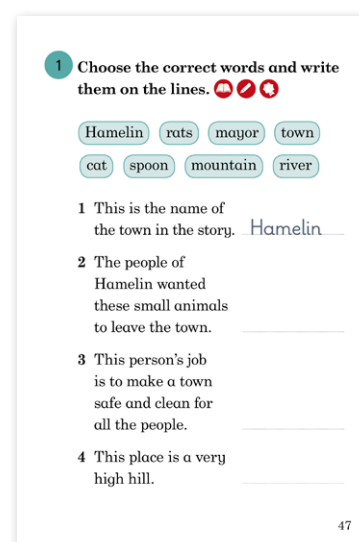 1 Choose the correct words and write
them on the lines.
Hamelin rats mayor town
cat spoon mountain river
1 This is the name of
the town in the story. Hamelin
2 The people of
Hamelin wanted
these small animals
to leave the town.
3 This person's job
is to make a town
safe and clean for
all the people.
4 This place is a very
high hill.
47